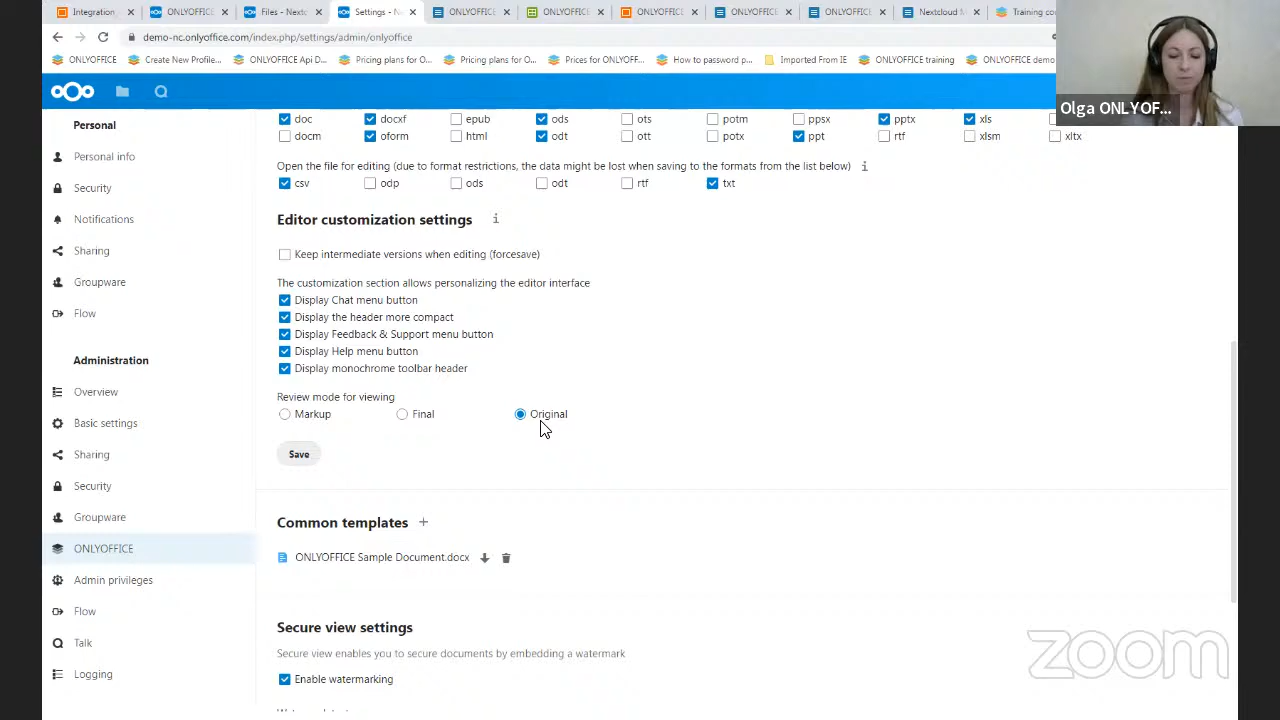 Integration
ONLYOFFICE
Files - Nextc
Settings - N
ONLYOFFIC
ONLYOFFIC
ONLYOFFIC
ONLYOFFIC
ONLYOFFIC
Nextcloud M
Training.co
demo-nc.onlyoffice.com/index.php/settings/admin/onlyoffice
ONLYOFFICE
Create New Profile...
ONLYOFFICE Api D...
Pricing plans for O...
Pricing plans for O...
Prices for ONLYOFF...
How to password p...
Imported From IE
ONLYOFFICE training
ONLYOFFICE demo
Olga ONLYOF...
Personal
Personal info
Security
Notifications
Sharing
Groupware
Flow
Administration
Overview
Basic settings
Sharing
Security
Groupware
ONLYOFFICE
Admin privileges
Flow
Talk
Logging
doc docxf epub ods ots potm ppsx pptx xls
docm oform html odt ott potx ppt rtf xlsm xltx
Open the file for editing (due to format restrictions, the data might be lost when saving to the formats from the list below)
csv odp ods odt rtf txt
Editor customization settings
Keep intermediate versions when editing (forcesave)
The customization section allows personalizing the editor interface
Display Chat menu button
Display the header more compact
Display Feedback & Support menu button
Display Help menu button
Display monochrome toolbar header
Review mode for viewing
Markup Final Original
Save
Common templates +
ONLYOFFICE Sample Document.docx
Secure view settings
Secure view enables you to secure documents by embedding a watermark
Enable watermarking
zoom